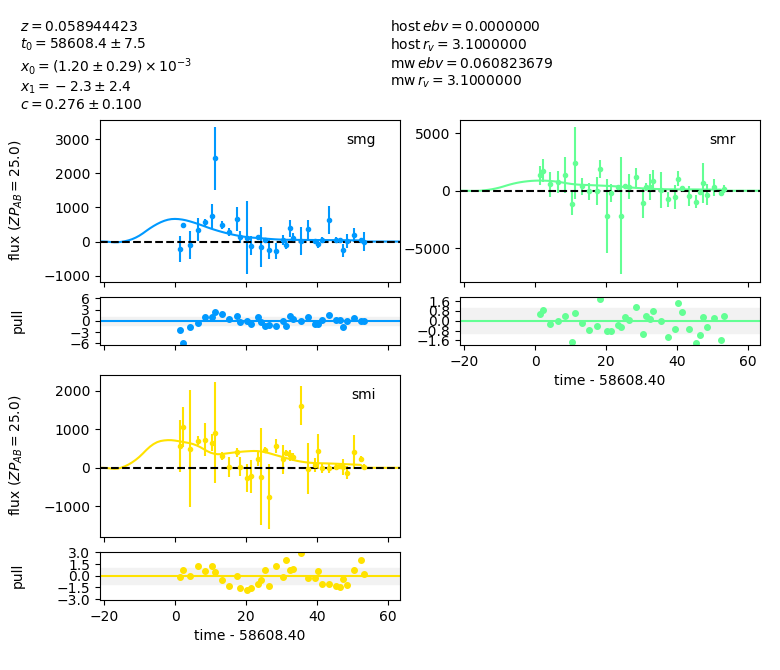 z = 0.058944423
t₀ = 58608.4 ± 7.5
x₀ = (1.20 ± 0.29) × 10⁻³
x₁ = −2.3 ± 2.4
c = 0.276 ± 0.100
host ebv = 0.0000000
host r_v = 3.1000000
mw ebv = 0.060823679
mw r_v = 3.1000000
flux (ZP_AB = 25.0)
3000
2000
1000
0
−1000
smg
5000
0
−5000
smr
pull
6
3
0
−3
−6
1.6
0.8
0.0
−0.8
−1.6
−20
0
20
40
60
time - 58608.40
flux (ZP_AB = 25.0)
2000
1000
0
−1000
smi
pull
3.0
1.5
0.0
−1.5
−3.0
−20
0
20
40
60
time - 58608.40